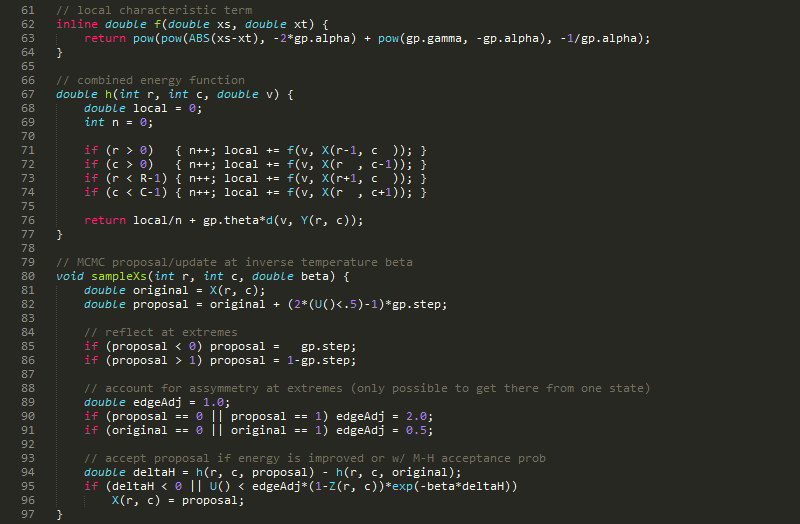 61 // local characteristic term
62 inline double f(double xs, double xt) {
63     return pow(pow(ABS(xs-xt), -2*gp.alpha) + pow(gp.gamma, -gp.alpha), -1/gp.alpha);
64 }
65
66 // combined energy function
67 double h(int r, int c, double v) {
68     double local = 0;
69     int n = 0;
70
71     if (r > 0)   { n++; local += f(v, X(r-1, c  )); }
72     if (c > 0)   { n++; local += f(v, X(r  , c-1)); }
73     if (r < R-1) { n++; local += f(v, X(r+1, c  )); }
74     if (c < C-1) { n++; local += f(v, X(r  , c+1)); }
75
76     return local/n + gp.theta*d(v, Y(r, c));
77 }
78
79 // MCMC proposal/update at inverse temperature beta
80 void sampleXs(int r, int c, double beta) {
81     double original = X(r, c);
82     double proposal = original + (2*(U()<.5)-1)*gp.step;
83
84     // reflect at extremes
85     if (proposal < 0) proposal =   gp.step;
86     if (proposal > 1) proposal = 1-gp.step;
87
88     // account for assymetry at extremes (only possible to get there from one state)
89     double edgeAdj = 1.0;
90     if (proposal == 0 || proposal == 1) edgeAdj = 2.0;
91     if (original == 0 || original == 1) edgeAdj = 0.5;
92
93     // accept proposal if energy is improved or w/ M-H acceptance prob
94     double deltaH = h(r, c, proposal) - h(r, c, original);
95     if (deltaH < 0 || U() < edgeAdj*(1-Z(r, c))*exp(-beta*deltaH))
96         X(r, c) = proposal;
97 }